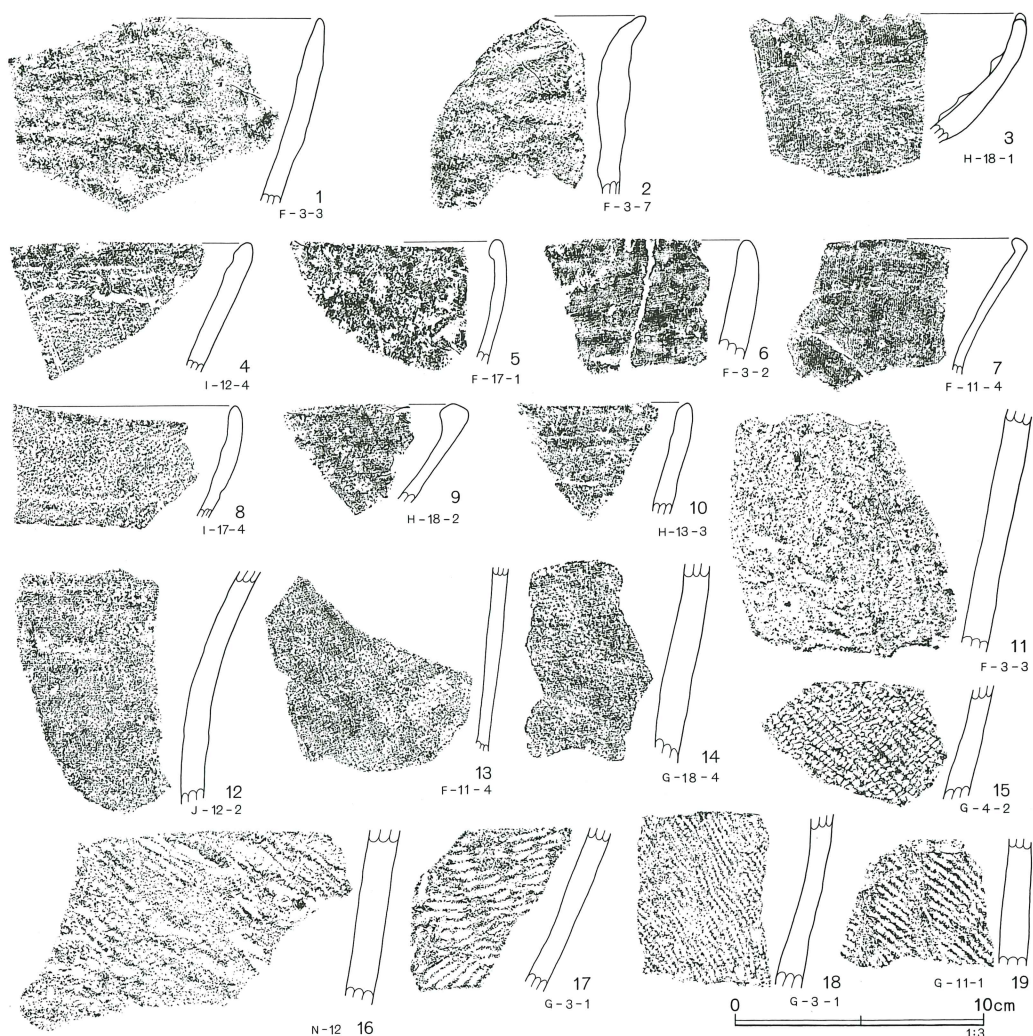 1
F-3-3
2
F-3-7
3
H-18-1
4
I-12-4
5
F-17-1
6
F-3-2
7
F-11-4
8
I-17-4
9
H-18-2
10
H-13-3
11
F-3-3
12
J-12-2
13
F-11-4
14
G-18-4
15
G-4-2
N-12 16
17
G-3-1
18
G-3-1
19
G-11-1
0 10cm
1:3